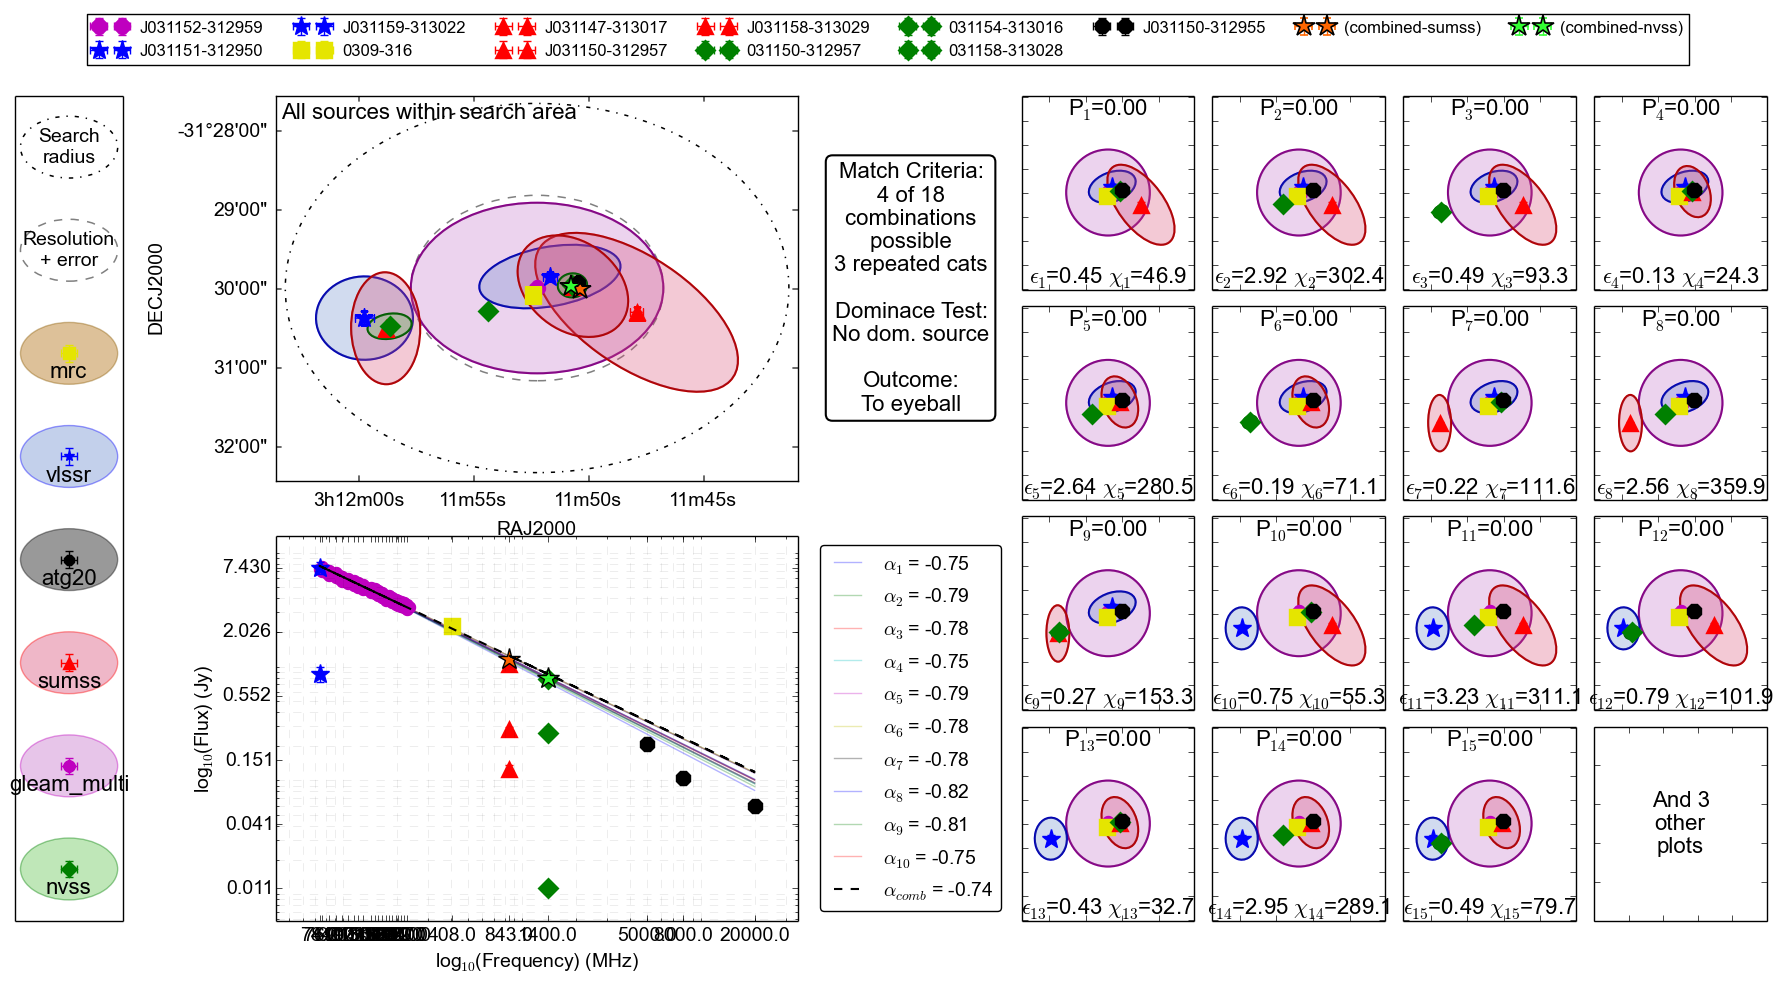 J031152-312959
J031159-313022
J031147-313017
J031158-313029
031154-313016
J031150-312955
(combined-sumss)
(combined-nvss)
J031151-312950
0309-316
J031150-312957
031150-312957
031158-313028
Search
radius
Resolution
+ error
mrc
vlssr
atg20
sumss
gleam_multi
nvss
All sources within search area
-31°28'00"
29'00"
30'00"
31'00"
32'00"
DECJ2000
3h12m00s
11m55s
11m50s
11m45s
RAJ2000
Match Criteria:
4 of 18
combinations
possible
3 repeated cats
Dominace Test:
No dom. source
Outcome:
To eyeball
7.430
2.026
0.552
0.151
0.041
0.011
log10(Flux) (Jy)
408.0
843.0
1400.0
5000.0
8000.0
20000.0
log10(Frequency) (MHz)
α1 = -0.75
α2 = -0.79
α3 = -0.78
α4 = -0.75
α5 = -0.79
α6 = -0.78
α7 = -0.78
α8 = -0.82
α9 = -0.81
α10 = -0.75
αcomb = -0.74
P1=0.00
ϵ1=0.45 χ1=46.9
P2=0.00
ϵ2=2.92 χ2=302.4
P3=0.00
ϵ3=0.49 χ3=93.3
P4=0.00
ϵ4=0.13 χ4=24.3
P5=0.00
ϵ5=2.64 χ5=280.5
P6=0.00
ϵ6=0.19 χ6=71.1
P7=0.00
ϵ7=0.22 χ7=111.6
P8=0.00
ϵ8=2.56 χ8=359.9
P9=0.00
ϵ9=0.27 χ9=153.3
P10=0.00
ϵ10=0.75 χ10=55.3
P11=0.00
ϵ11=3.23 χ11=311.1
P12=0.00
ϵ12=0.79 χ12=101.9
P13=0.00
ϵ13=0.43 χ13=32.7
P14=0.00
ϵ14=2.95 χ14=289.1
P15=0.00
ϵ15=0.49 χ15=79.7
And 3
other
plots